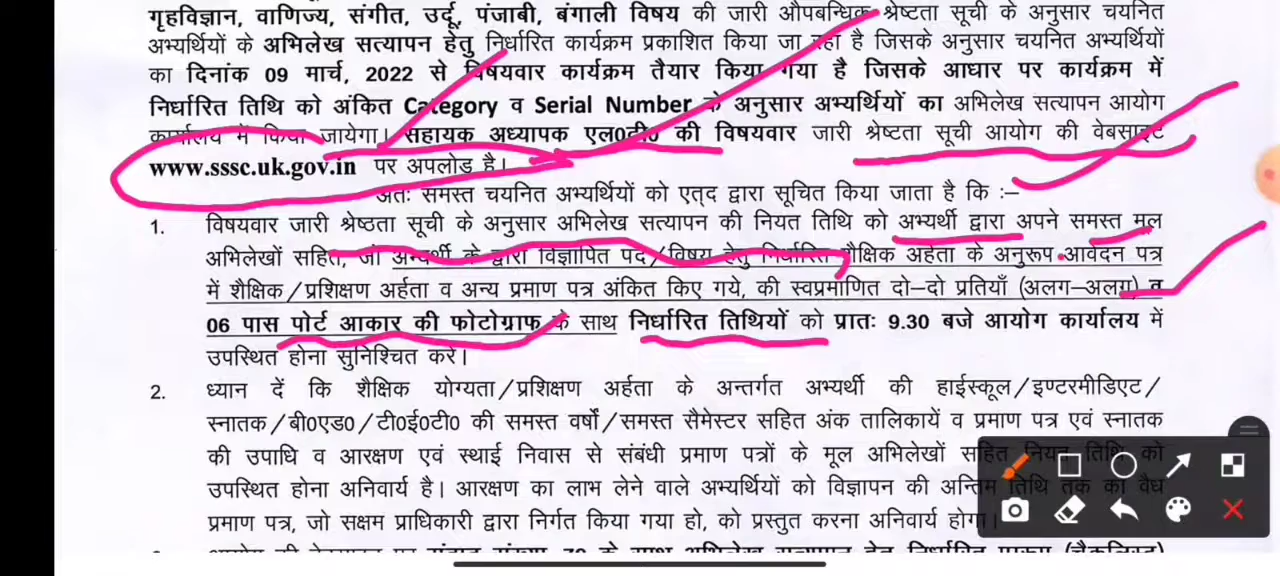 गृहविज्ञान, वाणिज्य, संगीत, उर्दू, पंजाबी, बंगाली विषय की जारी औपबन्धिक श्रेष्टता सूची के अनुसार चयनित
अभ्यर्थियों के अभिलेख सत्यापन हेतु निर्धारित कार्यक्रम प्रकाशित किया जा रहा है जिसके अनुसार चयनित अभ्यर्थियों
का दिनांक 09 मार्च, 2022 से विषयवार कार्यक्रम तैयार किया गया है जिसके आधार पर कार्यक्रम में
निर्धारित तिथि को अंकित Category व Serial Number के अनुसार अभ्यर्थियों का अभिलेख सत्यापन आयोग
कार्यालय में किया जायेगा। सहायक अध्यापक एल0टी0 की विषयवार जारी श्रेष्टता सूची आयोग की वेबसाइट
www.sssc.uk.gov.in पर अपलोड है।
अतः समस्त चयनित अभ्यर्थियों को एतद् द्वारा सूचित किया जाता है कि :–
1. विषयवार जारी श्रेष्ठता सूची के अनुसार अभिलेख सत्यापन की नियत तिथि को अभ्यर्थी द्वारा अपने समस्त मूल
अभिलेखों सहित, जो अभ्यर्थी के द्वारा विज्ञापित पद/विषय हेतु निर्धारित शैक्षिक अर्हता के अनुरूप आवेदन पत्र
में शैक्षिक/प्रशिक्षण अर्हता व अन्य प्रमाण पत्र अंकित किए गये, की स्वप्रमाणित दो–दो प्रतियाँ (अलग–अलग) व
06 पास पोर्ट आकार की फोटोग्राफ के साथ निर्धारित तिथियों को प्रातः 9.30 बजे आयोग कार्यालय में
उपस्थित होना सुनिश्चित करें।
2. ध्यान दें कि शैक्षिक योग्यता/प्रशिक्षण अर्हता के अन्तर्गत अभ्यर्थी की हाईस्कूल/इण्टरमीडिएट/
स्नातक/बी0एड0/टी0ई0टी0 की समस्त वर्षों/समस्त सैमेस्टर सहित अंक तालिकायें व प्रमाण पत्र एवं स्नातक
की उपाधि व आरक्षण एवं स्थाई निवास से संबंधी प्रमाण पत्रों के मूल अभिलेखों सहित नियत तिथि को
उपस्थित होना अनिवार्य है। आरक्षण का लाभ लेने वाले अभ्यर्थियों को विज्ञापन की अन्तिम तिथि तक का वैध
प्रमाण पत्र, जो सक्षम प्राधिकारी द्वारा निर्गत किया गया हो, को प्रस्तुत करना अनिवार्य होगा।